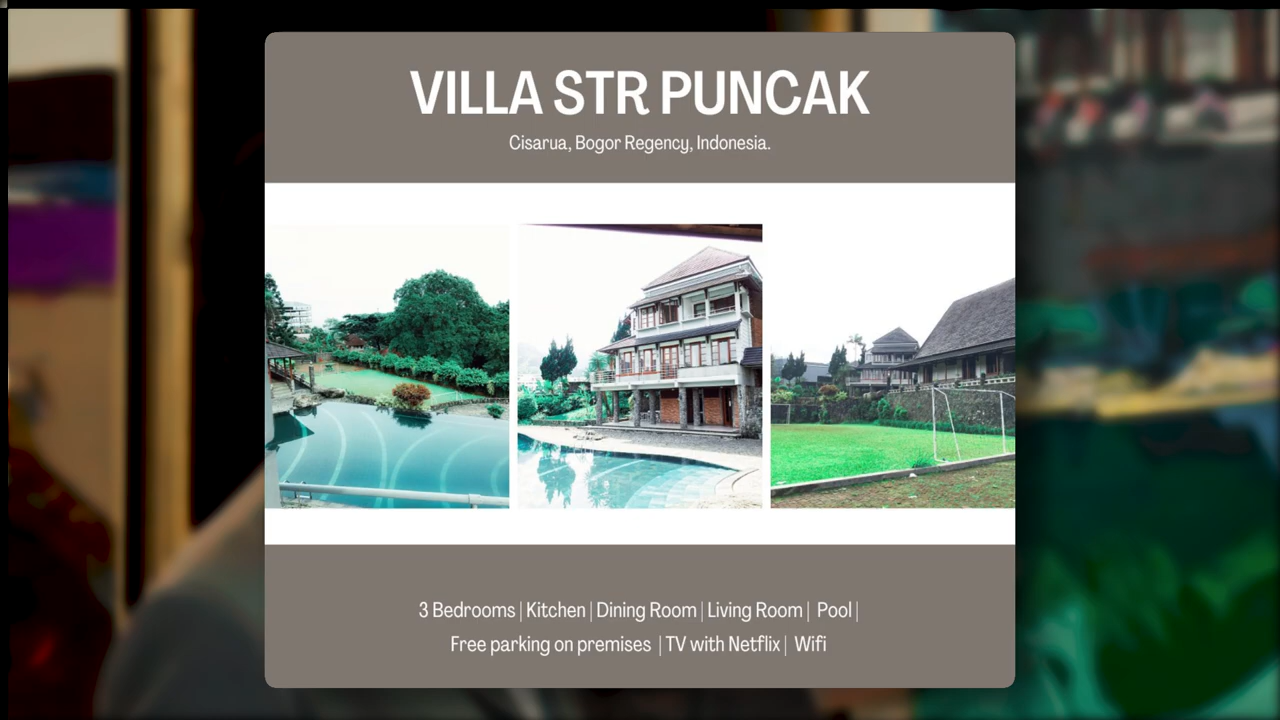 VILLA STR PUNCAK
Cisarua, Bogor Regency, Indonesia.
3 Bedrooms | Kitchen | Dining Room | Living Room | Pool |
Free parking on premises | TV with Netflix | Wifi